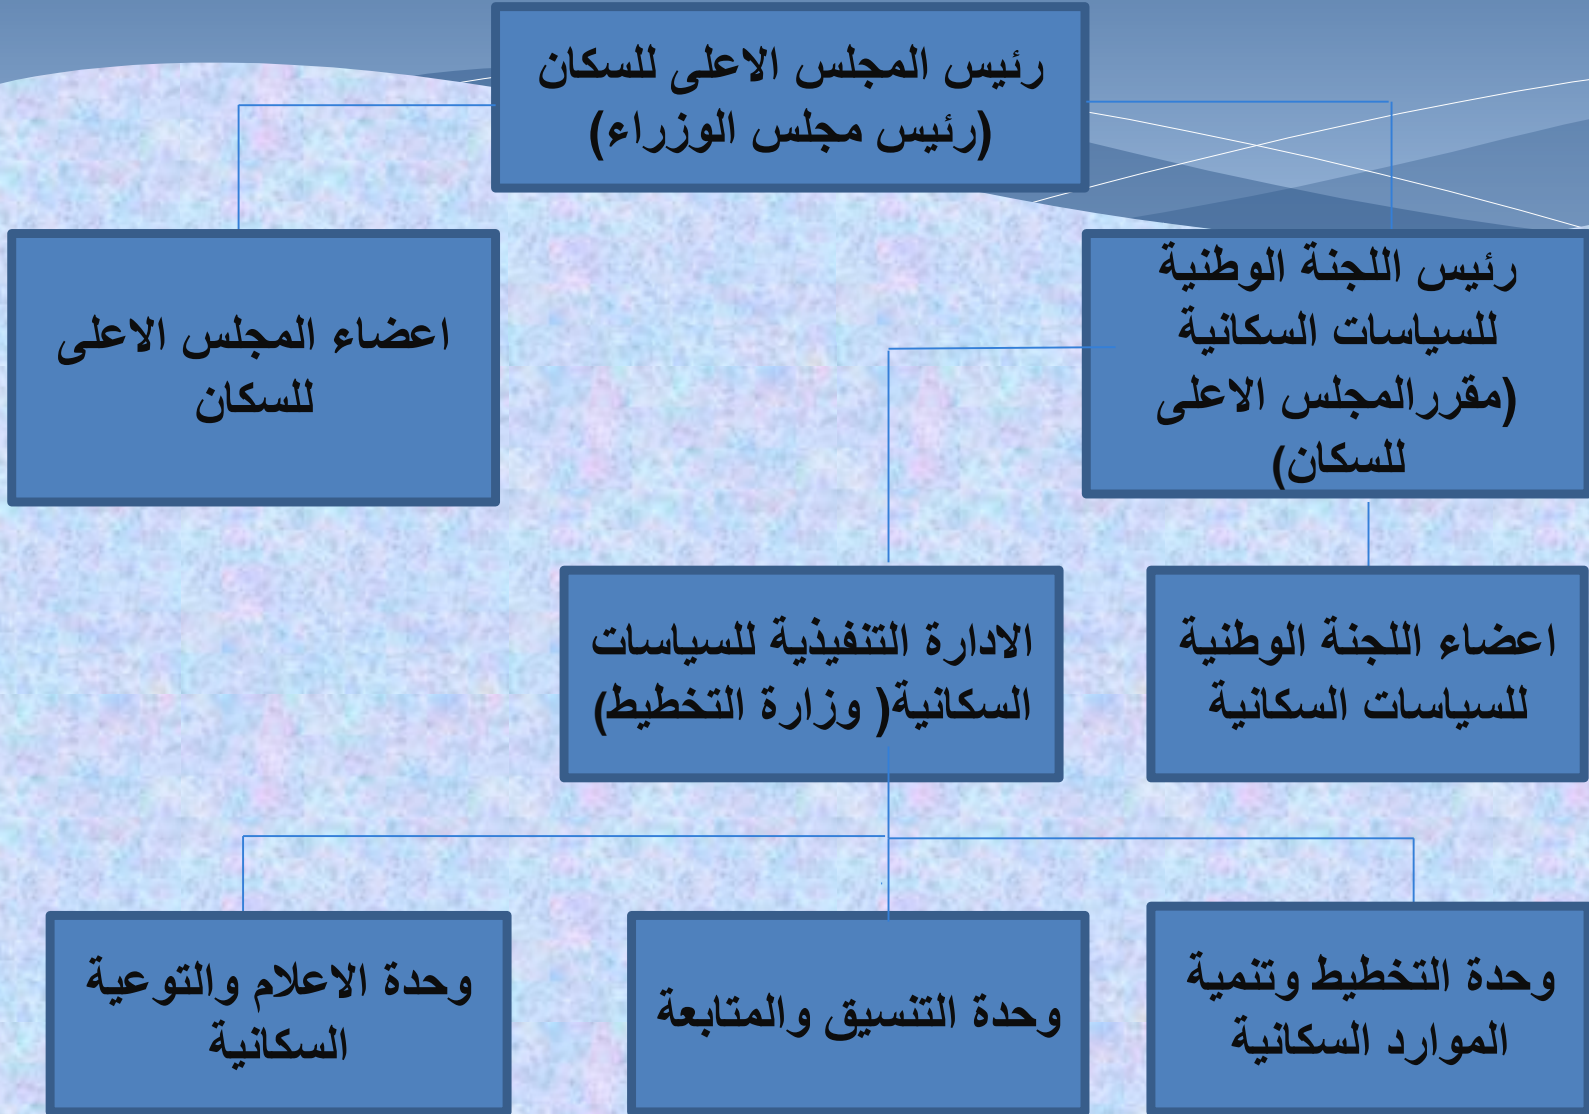 رئيس المجلس الاعلى للسكان
(رئيس مجلس الوزراء)
رئيس اللجنة الوطنية
للسياسات السكانية
(مقررالمجلس الاعلى
للسكان)
اعضاء المجلس الاعلى
للسكان
اعضاء اللجنة الوطنية
للسياسات السكانية
الادارة التنفيذية للسياسات
السكانية( وزارة التخطيط)
وحدة التخطيط وتنمية
الموارد السكانية
وحدة التنسيق والمتابعة
وحدة الاعلام والتوعية
السكانية